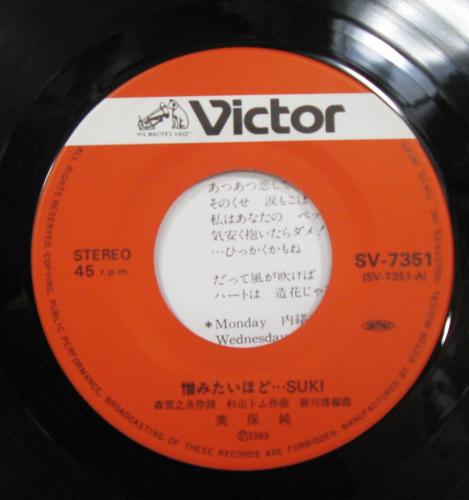 "HIS MASTER'S VOICE"
Victor
あつあつ恋し
そのくせ 涙もこぼ
私はあなたの ペッ
気安く抱いたらダメ!
…ひっかくかもね
だって風が吹けば
ハートは 造花じゃ
*Monday 内緒
Wednesday
STEREO
45 r.p.m.
SV-7351
(SV-7351-A)
憎みたいほど…SUKI
森雪之丞作詩 杉山トム作曲 新川博編曲
美保純
Ⓟ1983
ALL RIGHTS RESERVED. COPYING, PUBLIC PERFORMANCE, BROADCASTING OF THESE RECORDS ARE FORBIDDEN. MANUFACTURED BY VICTOR MUSICAL INDUSTRIES, INC. TOKYO, JAPAN